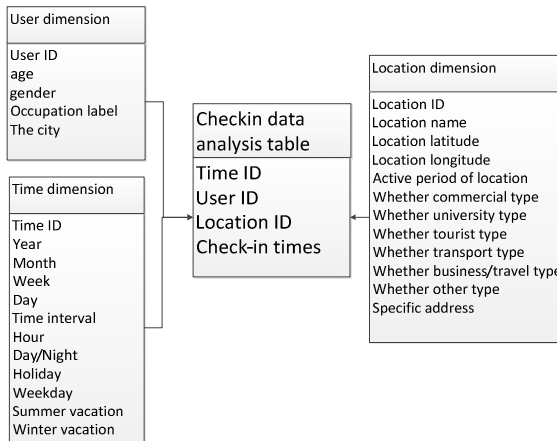 User dimension
User ID
age
gender
Occupation label
The city
Time dimension
Time ID
Year
Month
Week
Day
Time interval
Hour
Day/Night
Holiday
Weekday
Summer vacation
Winter vacation
Checkin data
analysis table
Time ID
User ID
Location ID
Check-in times
Location dimension
Location ID
Location name
Location latitude
Location longitude
Active period of location
Whether commercial type
Whether university type
Whether tourist type
Whether transport type
Whether business/travel type
Whether other type
Specific address